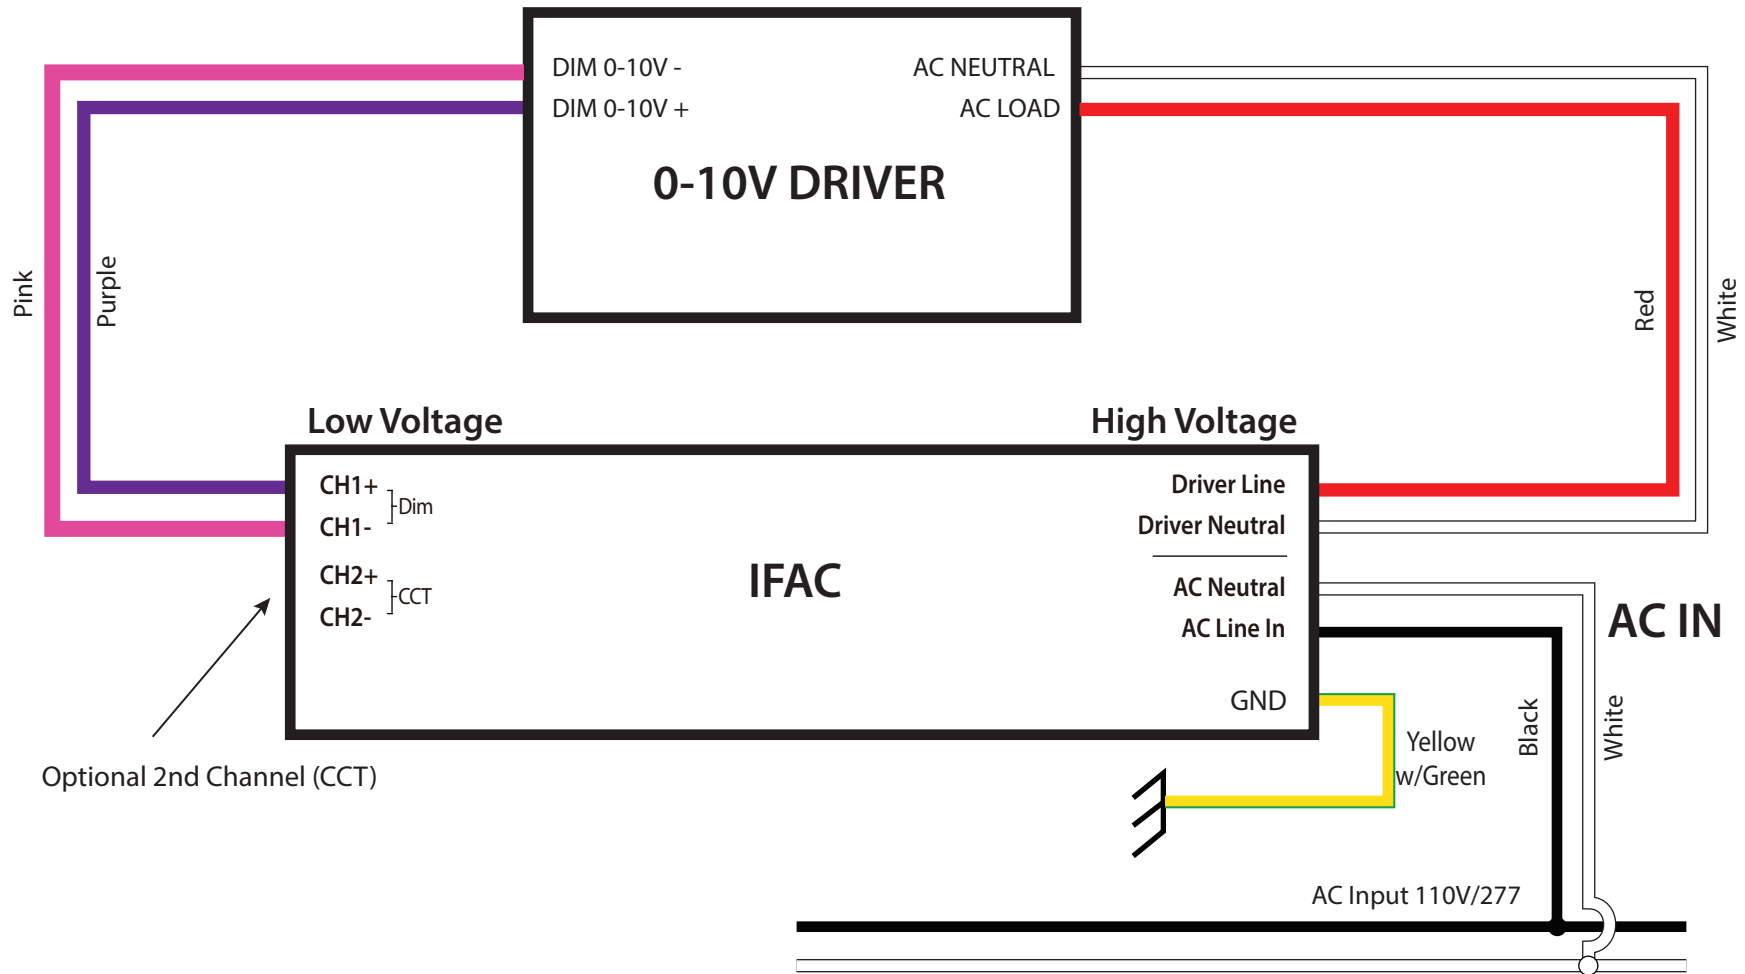 DIM 0-10V -
AC NEUTRAL
DIM 0-10V +
AC LOAD
0-10V DRIVER
Pink
Purple
Red
White
Low Voltage
High Voltage
CH1+
Dim
CH1-
CH2+
CCT
CH2-
IFAC
Driver Line
Driver Neutral
AC Neutral
AC Line In
GND
AC IN
Optional 2nd Channel (CCT)
Yellow
w/Green
Black
White
AC Input 110V/277